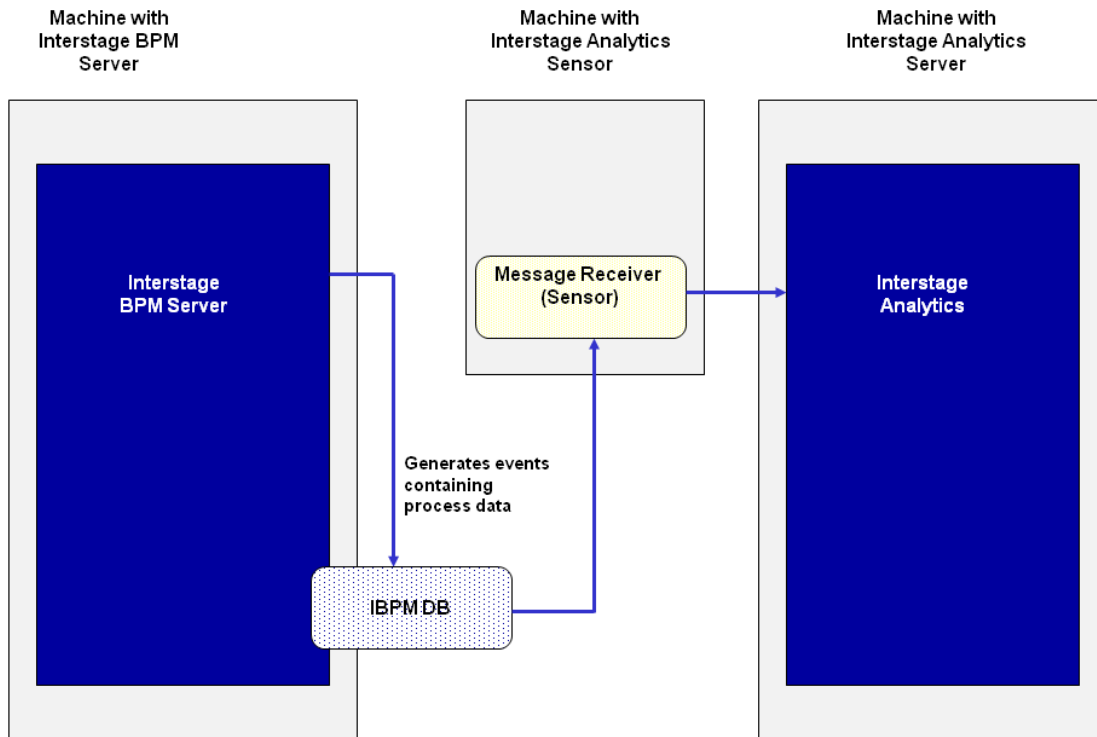 Machine with
Interstage BPM
Server
Machine with
Interstage Analytics
Sensor
Machine with
Interstage Analytics
Server
Interstage
BPM Server
Message Receiver
(Sensor)
Interstage
Analytics
Generates events
containing
process data
IBPM DB